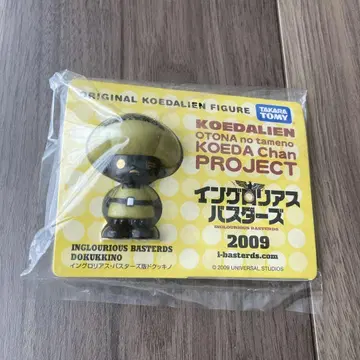 ORIGINAL KOEDALIEN FIGURE
TAKARA TOMY
KOEDALIEN
OTONA no tameno
KOEDA Chan
PROJECT
イングロリアス
バスターズ
INGLOURIOUS BASTERDS
2009
i-basterds.com
© 2009 UNIVERSAL STUDIOS
INGLOURIOUS BASTERDS
DOKUKKINO
イングロリアス・バスターズ版ドクッキノ